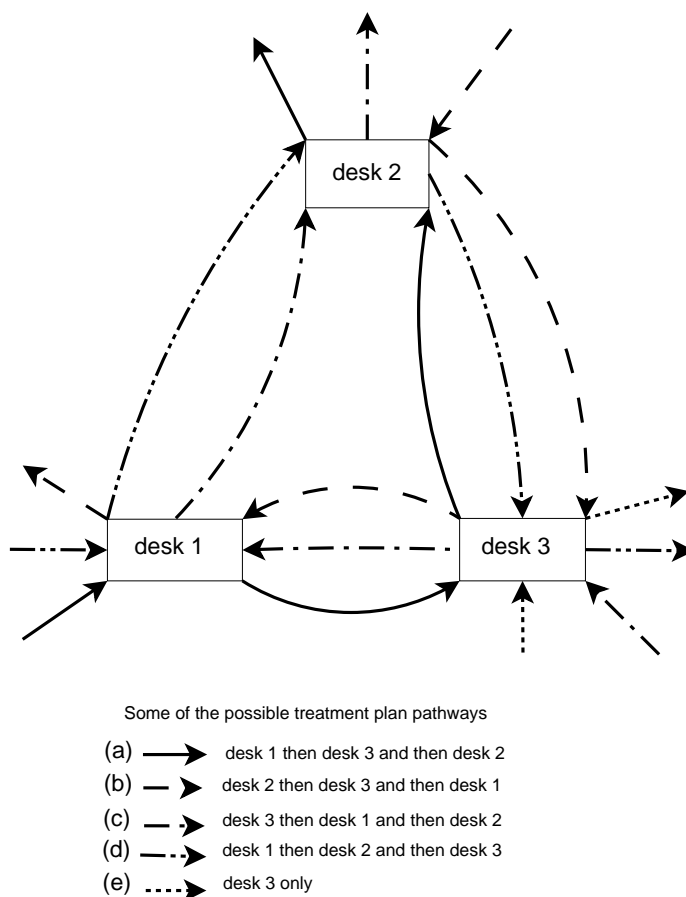 desk 2
desk 1
desk 3
Some of the possible treatment plan pathways
(a) desk 1 then desk 3 and then desk 2
(b) desk 2 then desk 3 and then desk 1
(c) desk 3 then desk 1 and then desk 2
(d) desk 1 then desk 2 and then desk 3
(e) desk 3 only